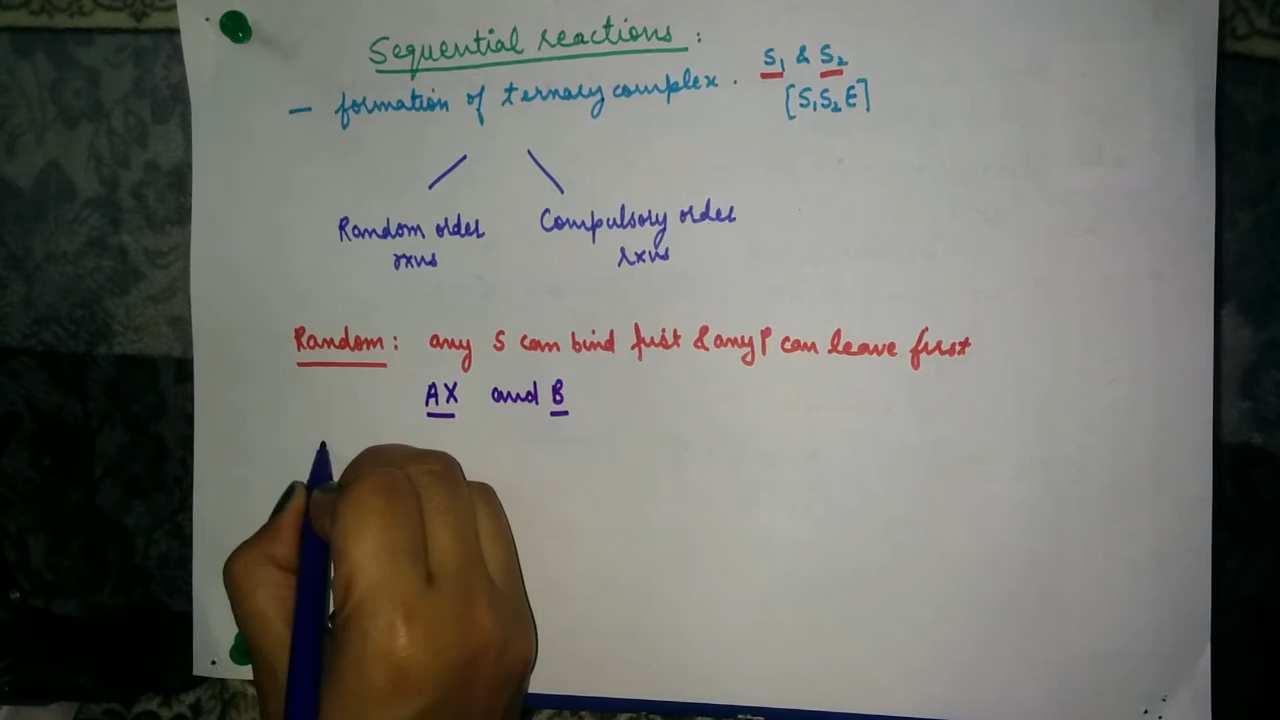 Sequential reactions :
– formation of ternary complex. S₁ & S₂
[S₁S₂E]
Random order Compulsory order
rxns rxns
Random : any S can bind first & any P can leave first
AX and B